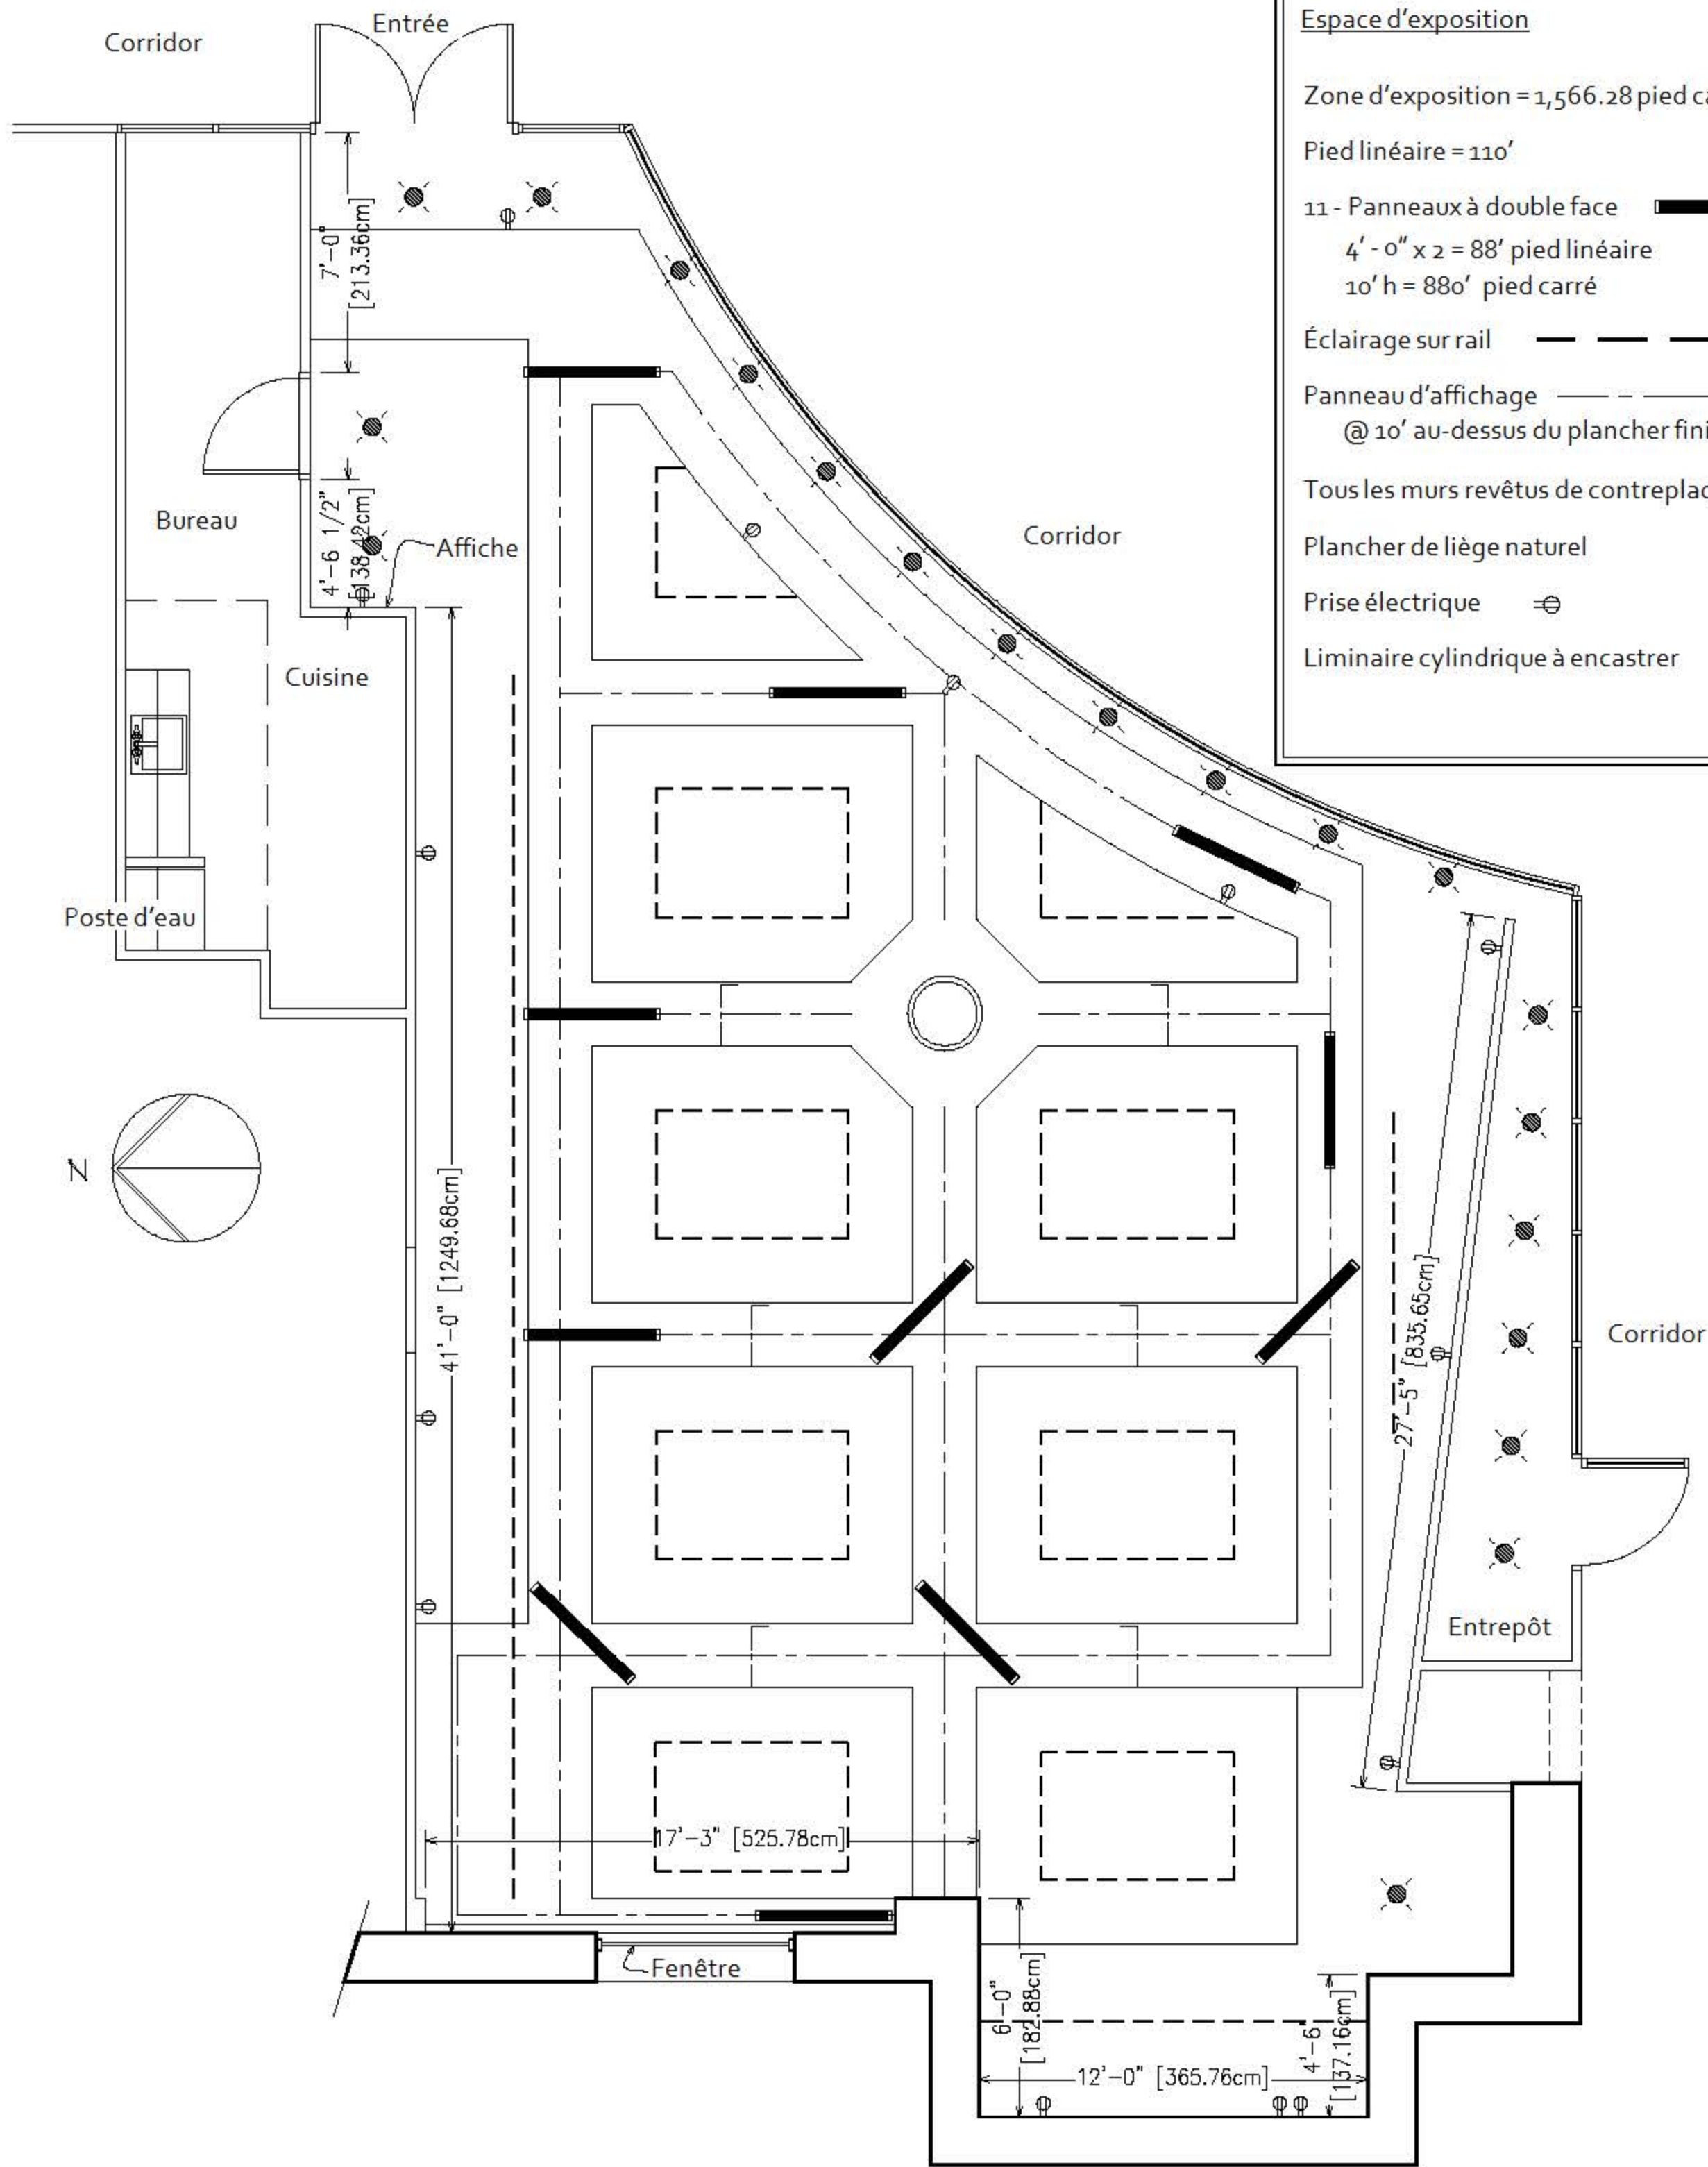 Corridor
Entrée
Espace d'exposition
Zone d'exposition = 1,566.28 pied
Pied linéaire = 110'
11 - Panneaux à double face
4' - 0" x 2 = 88' pied linéaire
10' h = 880' pied carré
Éclairage sur rail
Panneau d'affichage
@ 10' au-dessus du plancher fini
Tous les murs revêtus de
Plancher de liège naturel
Prise électrique
Liminaire cylindrique à encastrer
7'-0"
[213.36cm]
Bureau
4'-6 1/2"
[138.42cm]
Affiche
Corridor
Cuisine
Poste d'eau
N
41'-0" [1249.68cm]
27'-5" [835.65cm]
Corridor
Entrepôt
17'-3" [525.78cm]
Fenêtre
6'-0"
[182.88cm]
12'-0" [365.76cm]
4'-6"
[137.16cm]